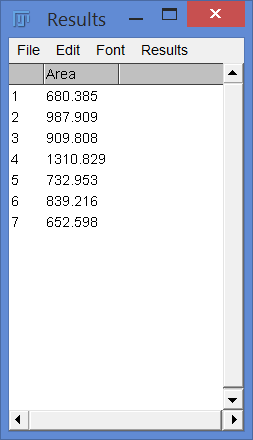 Results
File Edit Font Results
Area
1 680.385
2 987.909
3 909.808
4 1310.829
5 732.953
6 839.216
7 652.598